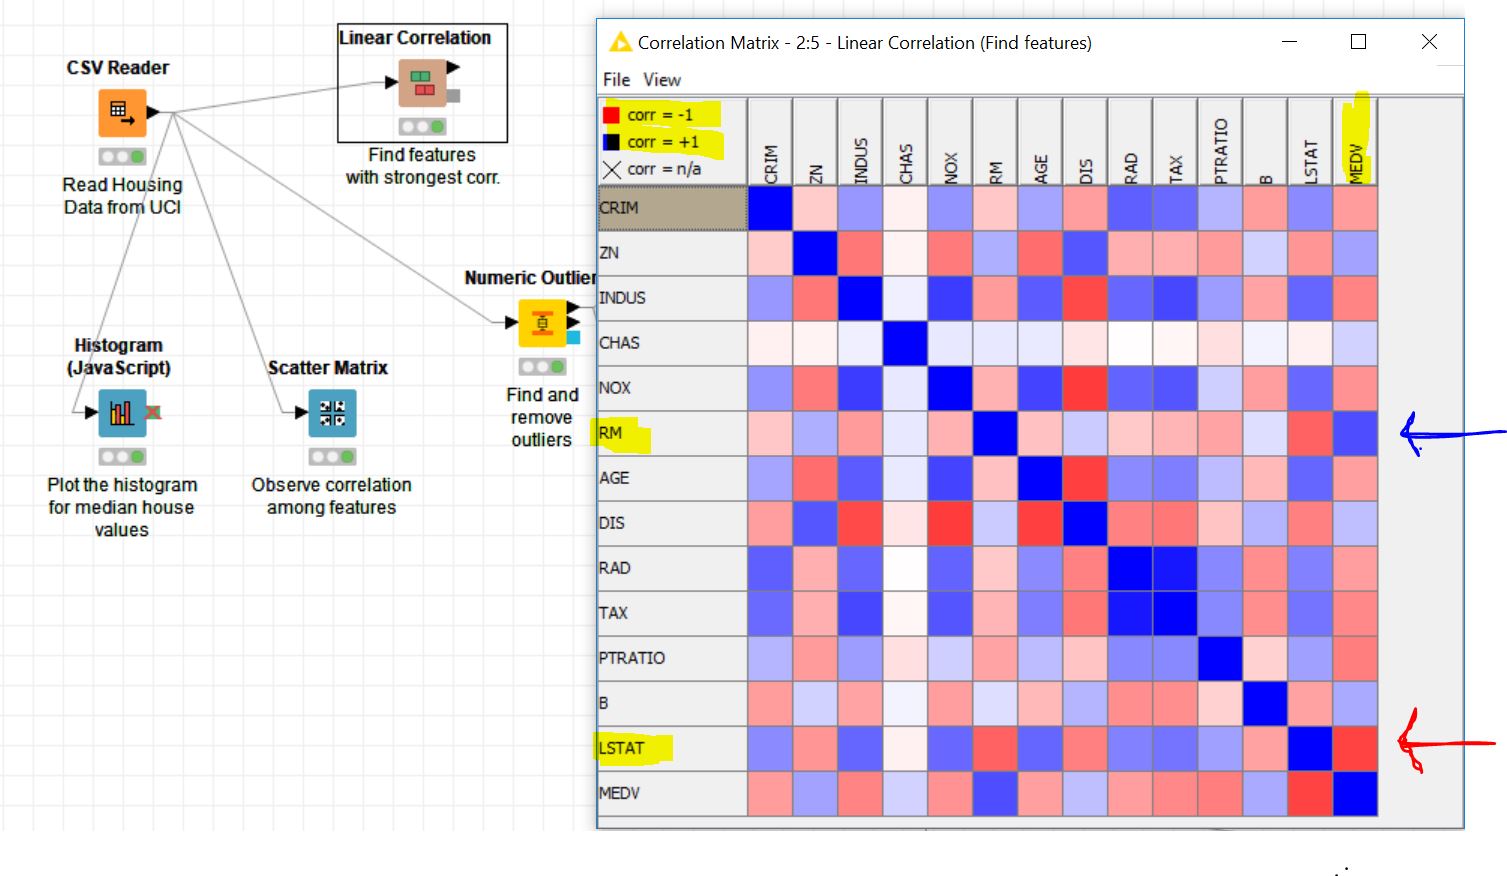 Linear Correlation
CSV Reader
Find features
with strongest corr.
Read Housing
Data from UCI
Numeric Outlier
Histogram
(JavaScript)
Scatter Matrix
Find and
remove
outliers
Plot the histogram
for median house
values
Observe correlation
among features
Correlation Matrix - 2:5 - Linear Correlation (Find features)
File View
corr = -1
corr = +1
corr = n/a
CRIM
ZN
INDUS
CHAS
NOX
RM
AGE
DIS
RAD
TAX
PTRATIO
B
LSTAT
MEDV
CRIM
ZN
INDUS
CHAS
NOX
RM
AGE
DIS
RAD
TAX
PTRATIO
B
LSTAT
MEDV